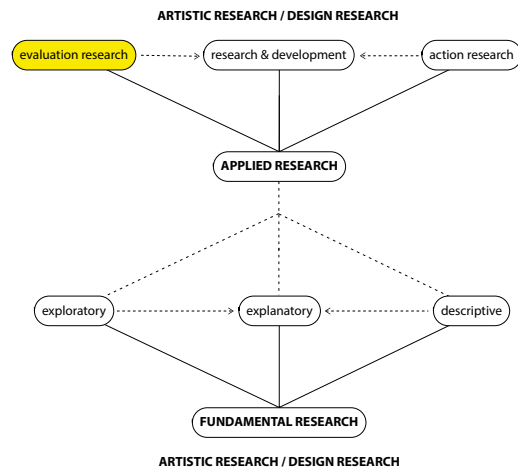 ARTISTIC RESEARCH / DESIGN RESEARCH
evaluation research
research & development
action research
APPLIED RESEARCH
exploratory
explanatory
descriptive
FUNDAMENTAL RESEARCH
ARTISTIC RESEARCH / DESIGN RESEARCH